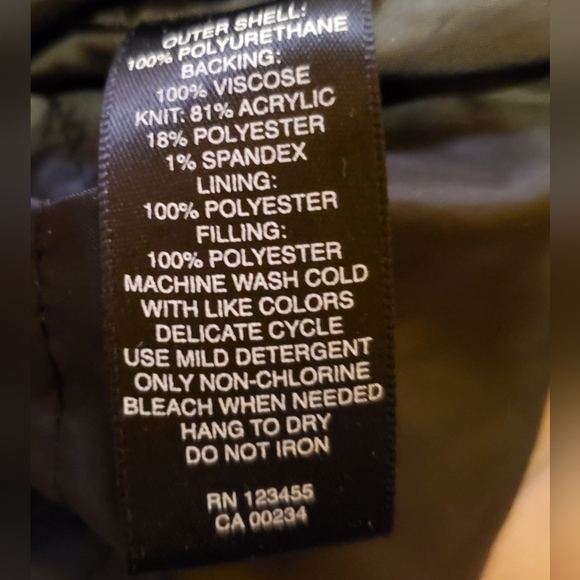 OUTER SHELL:
100% POLYURETHANE
BACKING:
100% VISCOSE
KNIT: 81% ACRYLIC
18% POLYESTER
1% SPANDEX
LINING:
100% POLYESTER
FILLING:
100% POLYESTER
MACHINE WASH COLD
WITH LIKE COLORS
DELICATE CYCLE
USE MILD DETERGENT
ONLY NON-CHLORINE
BLEACH WHEN NEEDED
HANG TO DRY
DO NOT IRON
RN 123455
CA 00234